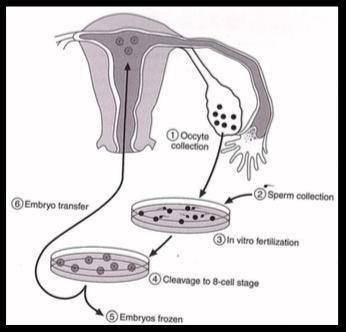 ① Oocyte
collection
② Sperm collection
③ In vitro fertilization
④ Cleavage to 8-cell stage
⑤ Embryos frozen
⑥ Embryo transfer